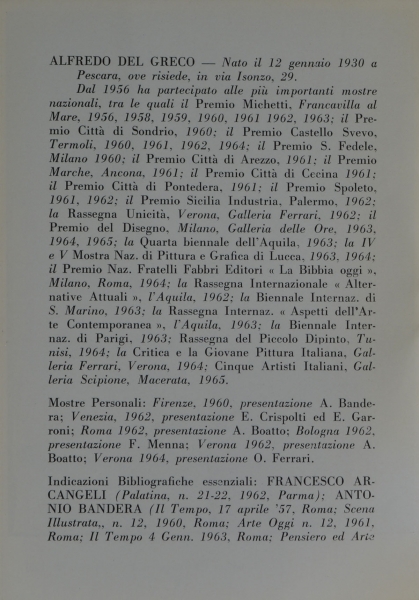 ALFREDO DEL GRECO — Nato il 12 gennaio 1930 a
Pescara, ove risiede, in via Isonzo, 29.
Dal 1956 ha partecipato alle più importanti mostre
nazionali, tra le quali il Premio Michetti, Francavilla al
Mare, 1956, 1958, 1959, 1960, 1961 1962, 1963; il Pre-
mio Città di Sondrio, 1960; il Premio Castello Svevo,
Termoli, 1960, 1961, 1962, 1964; il Premio S. Fedele,
Milano 1960; il Premio Città di Arezzo, 1961; il Premio
Marche, Ancona, 1961; il Premio Città di Cecina 1961;
il Premio Città di Pontedera, 1961; il Premio Spoleto,
1961, 1962; il Premio Sicilia Industria, Palermo, 1962;
la Rassegna Unicità, Verona, Galleria Ferrari, 1962; il
Premio del Disegno, Milano, Galleria delle Ore, 1963,
1964, 1965; la Quarta biennale dell'Aquila, 1963; la IV
e V Mostra Naz. di Pittura e Grafica di Lucca, 1963, 1964;
il Premio Naz. Fratelli Fabbri Editori « La Bibbia oggi »,
Milano, Roma, 1964; la Rassegna Internazionale « Alter-
native Attuali », l'Aquila, 1962; la Biennale Internaz. di
S. Marino, 1963; la Rassegna Internaz. « Aspetti dell'Ar-
te Contemporanea », l'Aquila, 1963; la Biennale Inter-
naz. di Parigi, 1963; Rassegna del Piccolo Dipinto, Tu-
nisi, 1964; la Critica e la Giovane Pittura Italiana, Gal-
leria Ferrari, Verona, 1964; Cinque Artisti Italiani, Gal-
leria Scipione, Macerata, 1965.
Mostre Personali: Firenze, 1960, presentazione A. Bande-
ra; Venezia, 1962, presentazione E. Crispolti ed E. Gar-
roni; Roma 1962, presentazione A. Boatto; Bologna 1962,
presentazione F. Menna; Verona 1962, presentazione A.
Boatto; Verona 1964, presentazione O. Ferrari.
Indicazioni Bibliografiche essenziali: FRANCESCO AR-
CANGELI (Palatina, n. 21-22, 1962, Parma); ANTO-
NIO BANDERA (Il Tempo, 17 aprile '57, Roma; Scena
Illustrata,, n. 12, 1960, Roma; Arte Oggi n. 12, 1961,
Roma; Il Tempo 4 Genn. 1963, Roma; Pensiero ed Arte